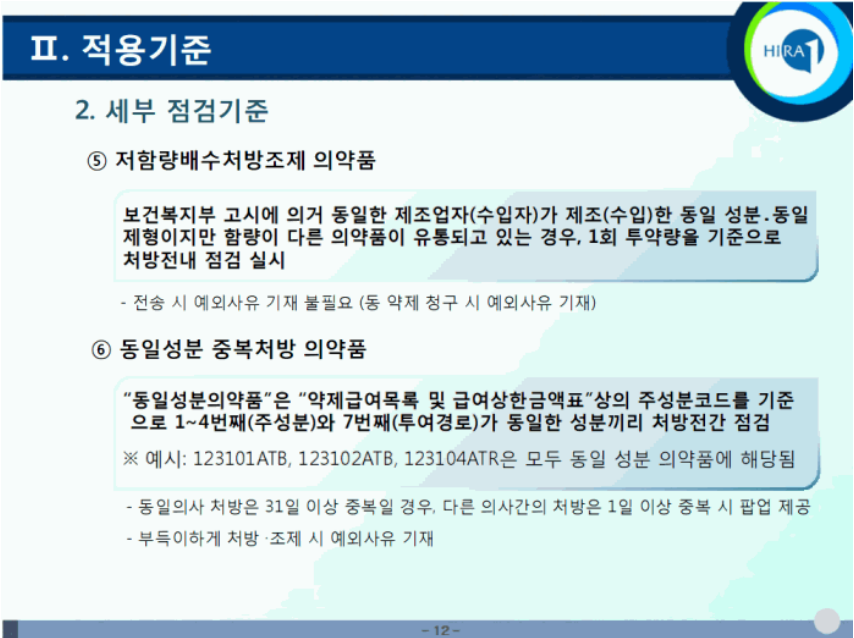 Ⅱ. 적용기준
HIRA
2. 세부 점검기준
⑤ 저함량배수처방조제 의약품
보건복지부 고시에 의거 동일한 제조업자(수입자)가 제조(수입)한 동일 성분.동일
제형이지만 함량이 다른 의약품이 유통되고 있는 경우, 1회 투약량을 기준으로
처방전내 점검 실시
- 전송 시 예외사유 기재 불필요 (동 약제 청구 시 예외사유 기재)
⑥ 동일성분 중복처방 의약품
“동일성분의약품”은 “약제급여목록 및 급여상한금액표”상의 주성분코드를 기준
으로 1~4번째(주성분)와 7번째(투여경로)가 동일한 성분끼리 처방전간 점검
※ 예시: 123101ATB, 123102ATB, 123104ATR은 모두 동일 성분 의약품에 해당됨
- 동일의사 처방은 31일 이상 중복일 경우, 다른 의사간의 처방은 1일 이상 중복 시 팝업 제공
- 부득이하게 처방 ·조제 시 예외사유 기재
- 12 -